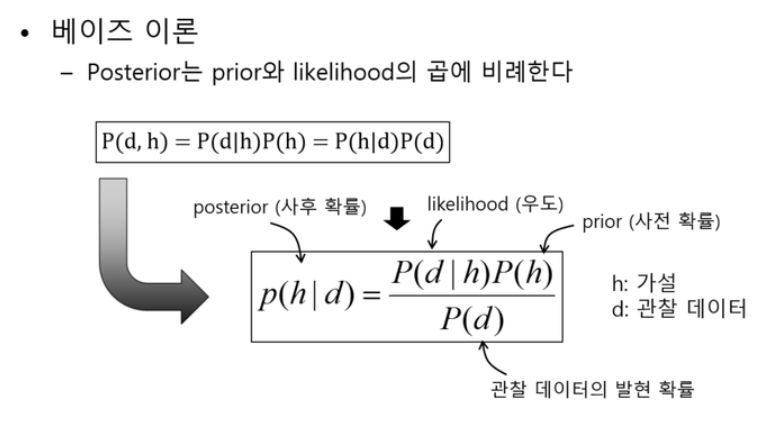 • 베이즈 이론
– Posterior는 prior와 likelihood의 곱에 비례한다
P(d, h) = P(d|h)P(h) = P(h|d)P(d)
posterior (사후 확률)
likelihood (우도)
prior (사전 확률)
p(h | d) = P(d | h)P(h) / P(d)
h: 가설
d: 관찰 데이터
관찰 데이터의 발현 확률